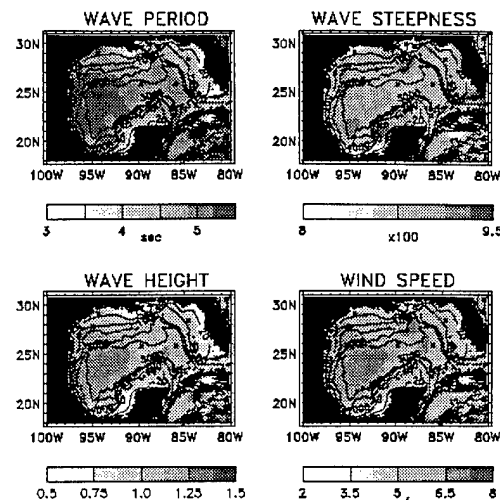 WAVE PERIOD
WAVE STEEPNESS
30N
25N
20N
100W 95W 90W 85W 80W
30N
25N
20N
100W 95W 90W 85W 80W
3 4 5
sec
8 9.5
x100
WAVE HEIGHT
WIND SPEED
30N
25N
20N
100W 95W 90W 85W 80W
30N
25N
20N
100W 95W 90W 85W 80W
0.5 0.75 1.0 1.25 1.5
2 3.5 5 6.5 8